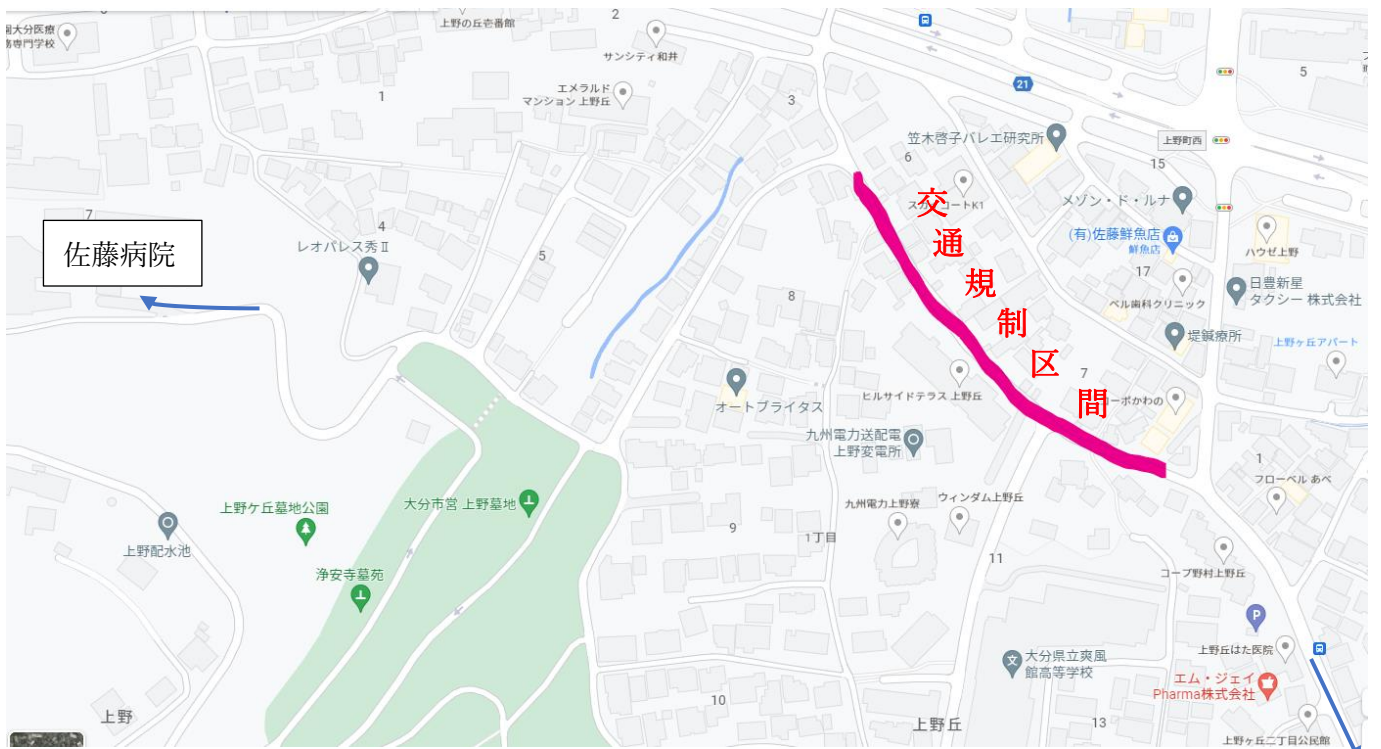 上野の丘壱番館
2
サンシティ和井
エメラルド
マンション 上野丘
1
3
21
5
笠木啓子バレエ研究所
上野町西
15
6
メゾン・ド・ルナ
交通規制区間
(有)佐藤鮮魚店
鮮魚店
ハウゼ上野
17
ベル歯科クリニック
日豊新星
タクシー 株式会社
7
佐藤病院
4
レオパレス秀Ⅱ
5
8
堤鍼療所
上野ヶ丘アパート
7
ヒルサイドテラス 上野丘
オートブライタス
九州電力送配電
上野変電所
1
フローベル あべ
大分市営 上野墓地
上野ケ丘墓地公園
九州電力上野寮
ウィンダム上野丘
上野配水池
9
1丁目
11
浄安寺墓苑
コープ野村上野丘
P
上野丘はた医院
文
大分県立爽風
館高等学校
エム・ジェイ
Pharma株式会社
10
上野
上野丘
13
上野ヶ丘二丁目公民館